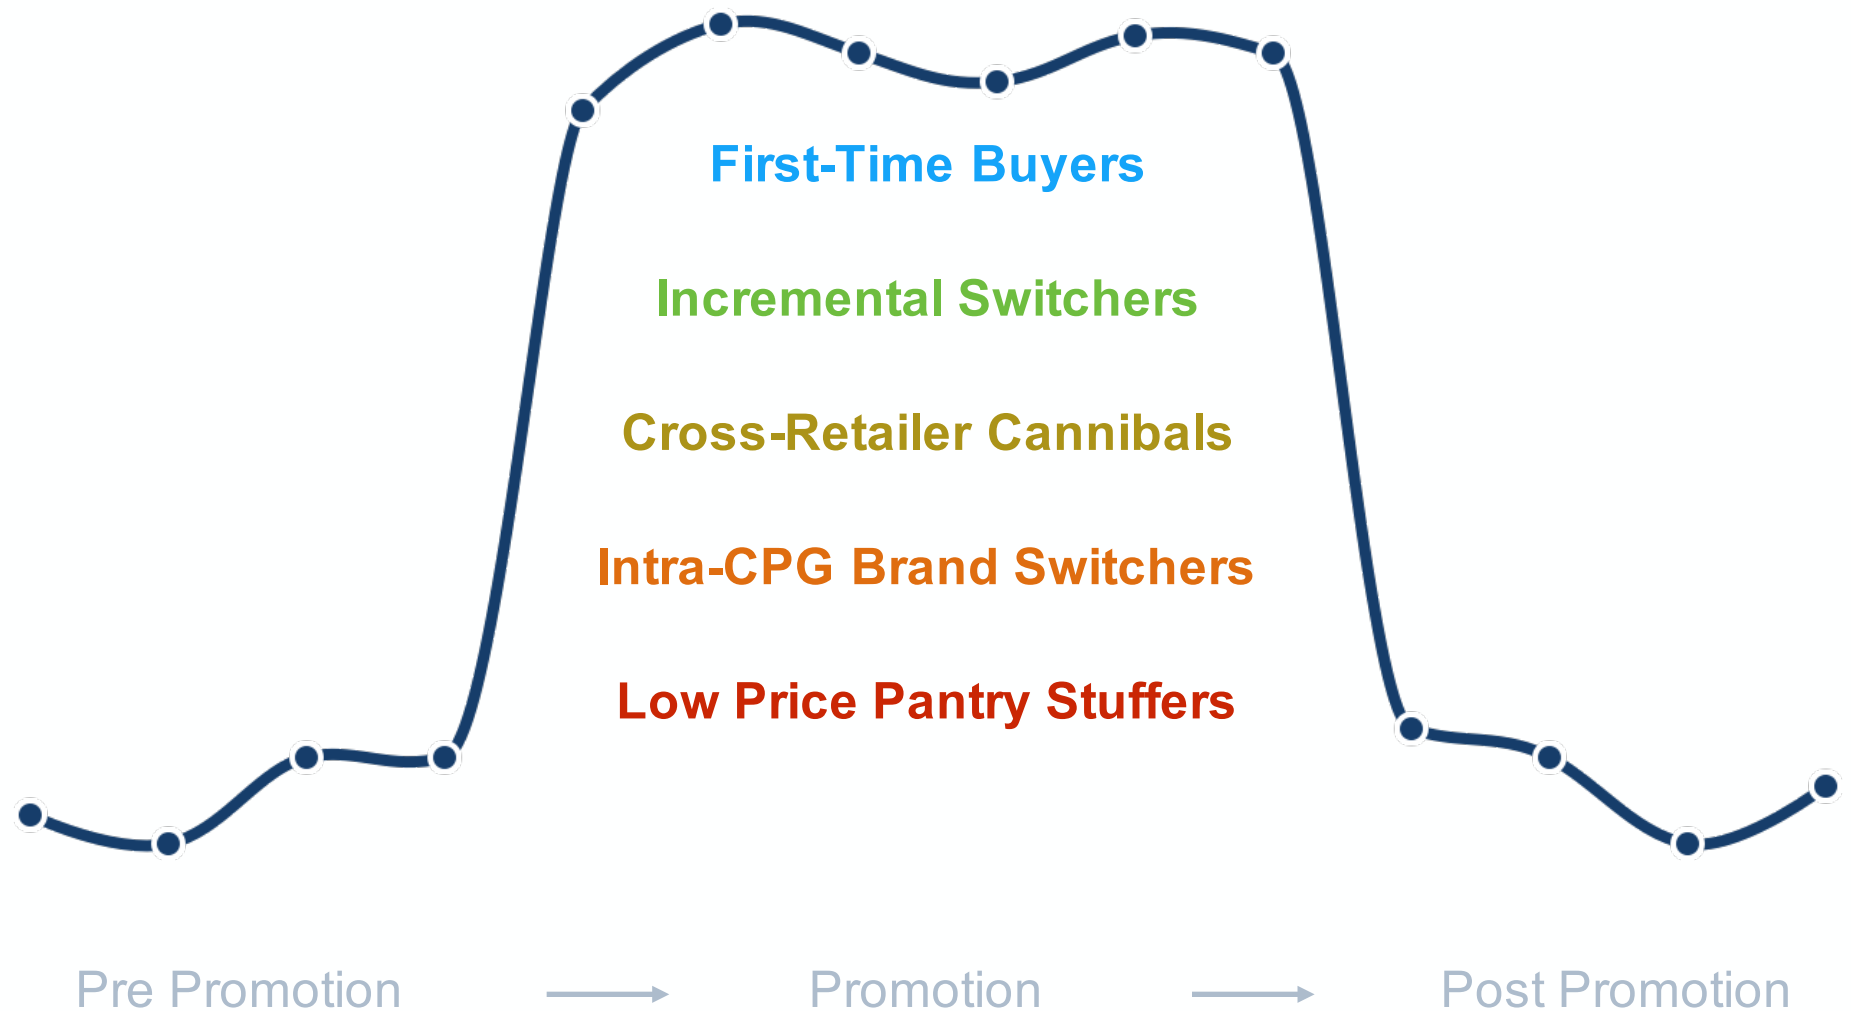 First-Time Buyers
Incremental Switchers
Cross-Retailer Cannibals
Intra-CPG Brand Switchers
Low Price Pantry Stuffers
Pre Promotion
Promotion
Post Promotion